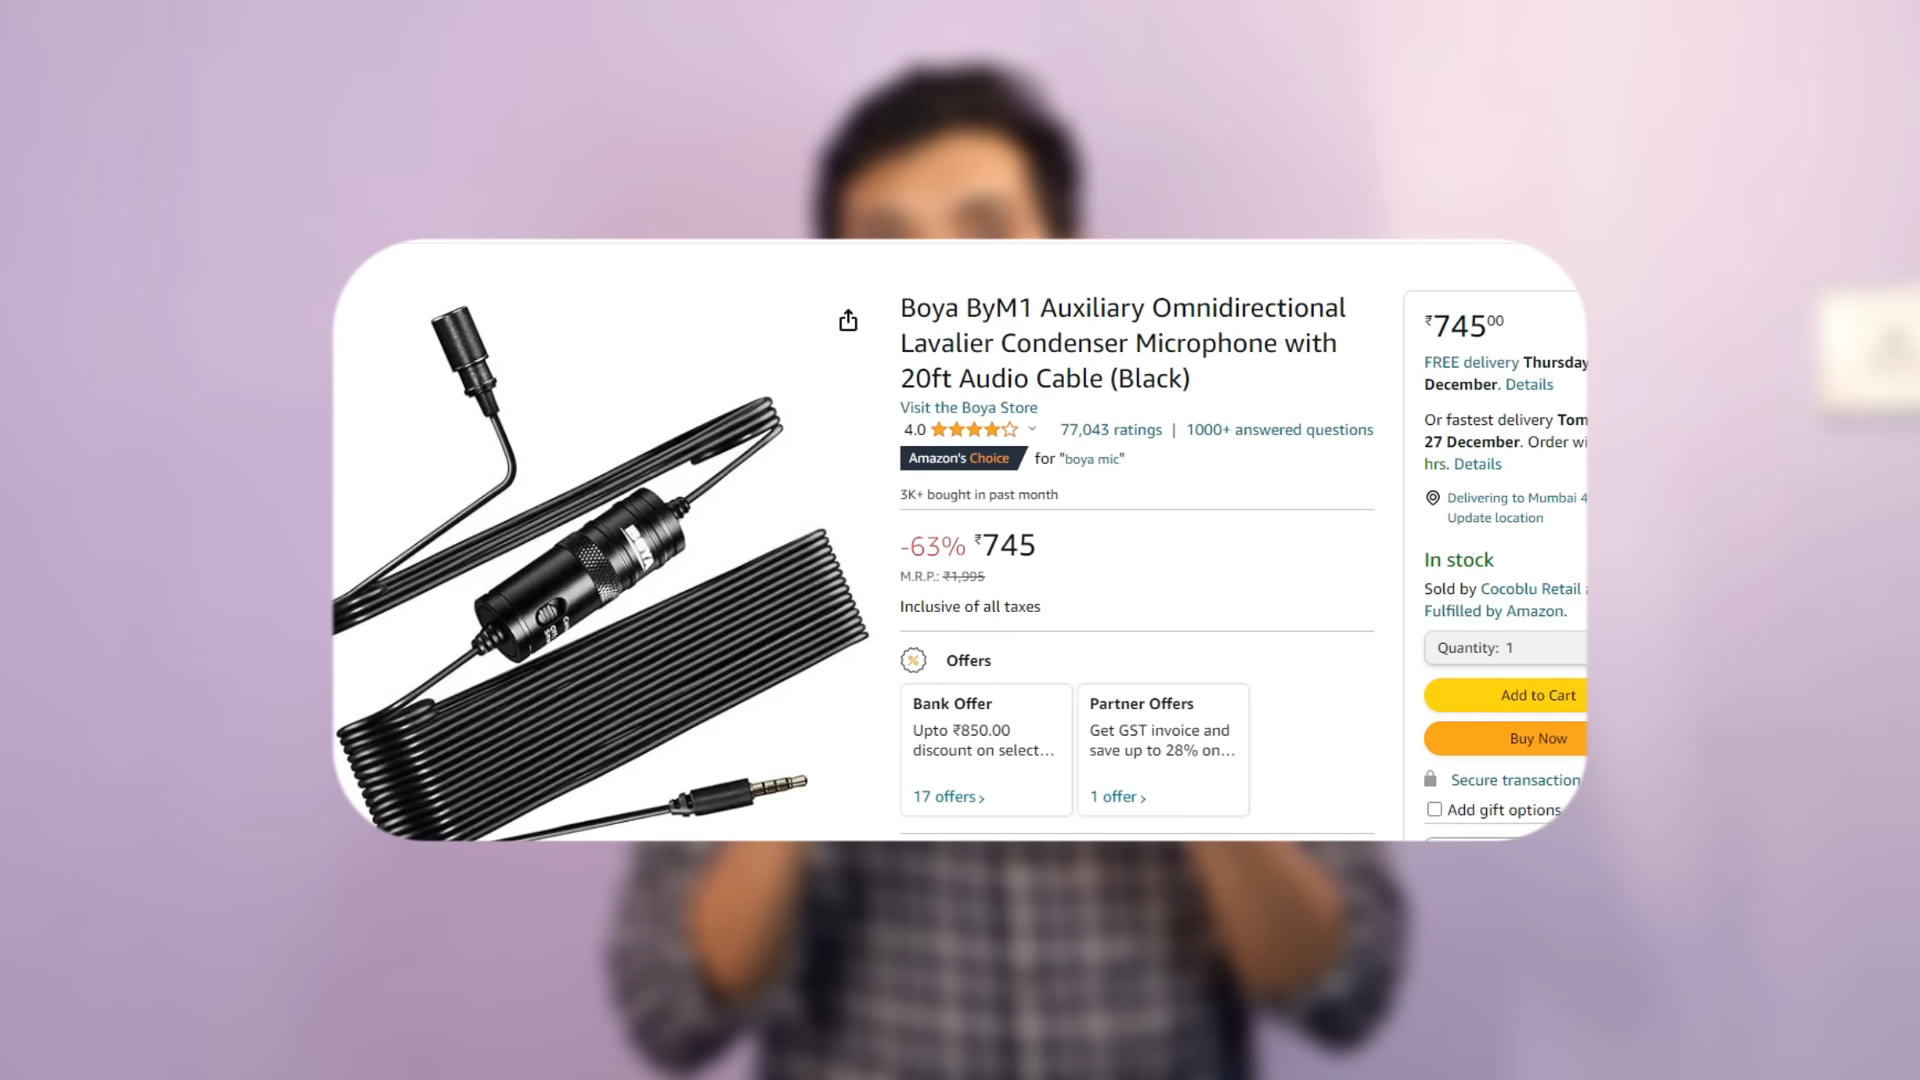 Boya ByM1 Auxiliary Omnidirectional
Lavalier Condenser Microphone with
20ft Audio Cable (Black)
Visit the Boya Store
4.0 77,043 ratings | 1000+ answered questions
Amazon's Choice for "boya mic"
3K+ bought in past month
-63% ₹745
M.R.P.: ₹1,995
Inclusive of all taxes
Offers
Bank Offer
Upto ₹850.00
discount on select...
17 offers ›
Partner Offers
Get GST invoice and
save up to 28% on...
1 offer ›
₹74500
FREE delivery Thursday
December. Details
Or fastest delivery Tom
27 December. Order wi
hrs. Details
Delivering to Mumbai 4
Update location
In stock
Sold by Cocoblu Retail
Fulfilled by Amazon.
Quantity: 1
Add to Cart
Buy Now
Secure transaction
Add gift options
BOYA